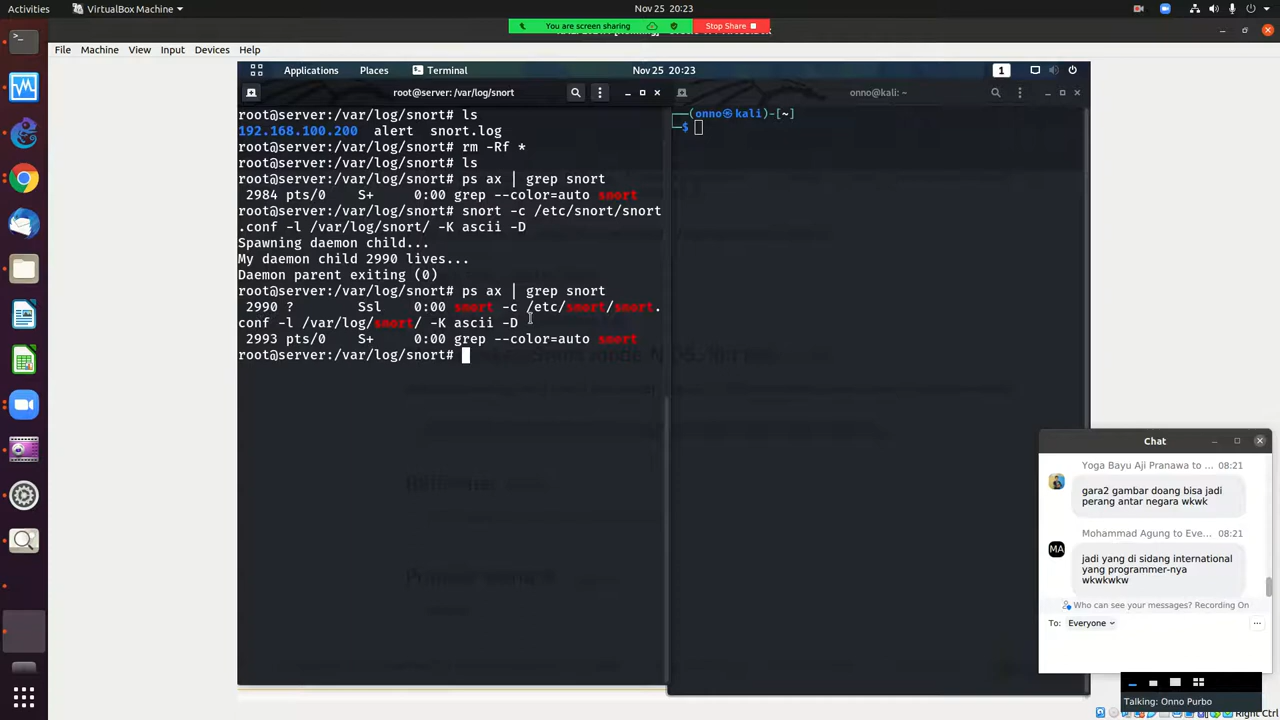 Activities
VirtualBox Machine
Nov 25 20:23
You are screen sharing
Stop Share
File Machine View Input Devices Help
Applications Places Terminal
Nov 25 20:23
1
root@server: /var/log/snort
root@server:/var/log/snort# ls
192.168.100.200 alert snort.log
root@server:/var/log/snort# rm -Rf *
root@server:/var/log/snort# ls
root@server:/var/log/snort# ps ax | grep snort
2984 pts/0 S+ 0:00 grep --color=auto snort
root@server:/var/log/snort# snort -c /etc/snort/snort
.conf -l /var/log/snort/ -K ascii -D
Spawning daemon child...
My daemon child 2990 lives...
Daemon parent exiting (0)
root@server:/var/log/snort# ps ax | grep snort
2990 ? Ssl 0:00 snort -c /etc/snort/snort.
conf -l /var/log/snort/ -K ascii -D
2993 pts/0 S+ 0:00 grep --color=auto snort
root@server:/var/log/snort#
onno@kali: ~
(onno㉿kali)-[~]
$
Chat
Yoga Bayu Aji Pranawa to ... 08:21
gara2 gambar doang bisa jadi
perang antar negara wkwk
Mohammad Agung to Eve... 08:21
MA
jadi yang di sidang international
yang programmer-nya
wkwkwkw
Who can see your messages? Recording On
To: Everyone
Talking: Onno Purbo
Right Ctrl